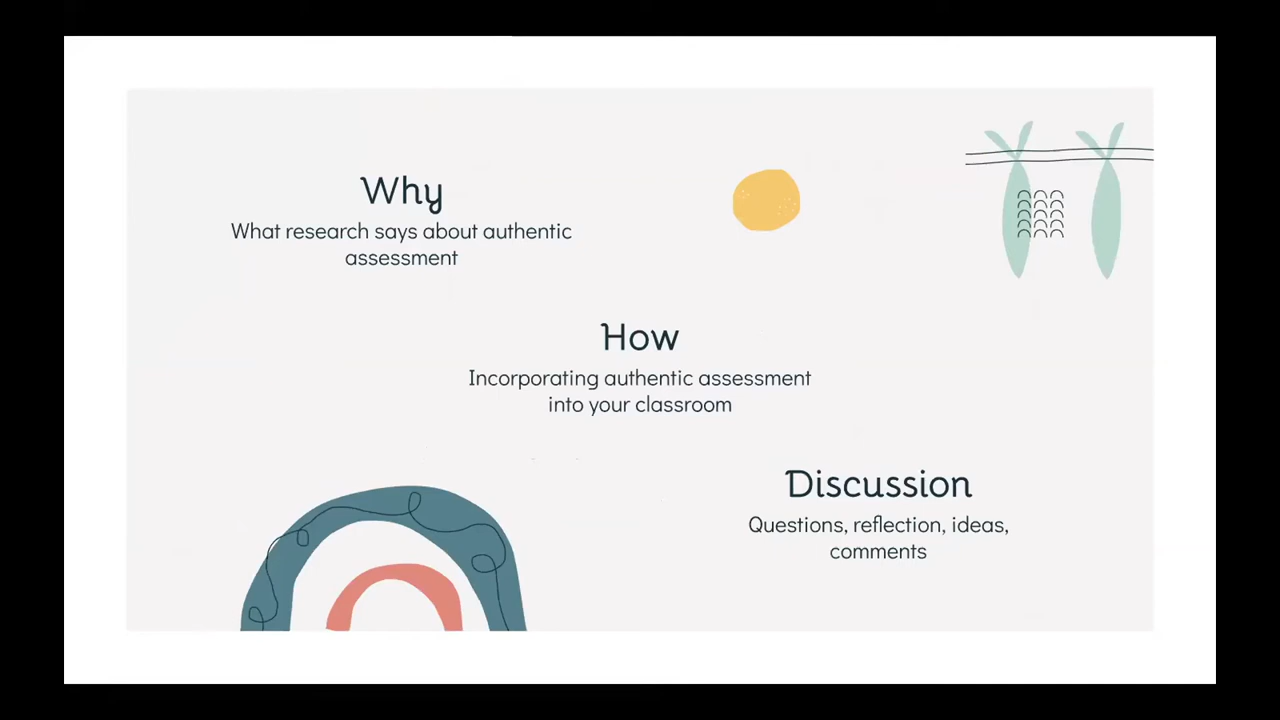 Why
What research says about authentic
assessment
How
Incorporating authentic assessment
into your classroom
Discussion
Questions, reflection, ideas,
comments